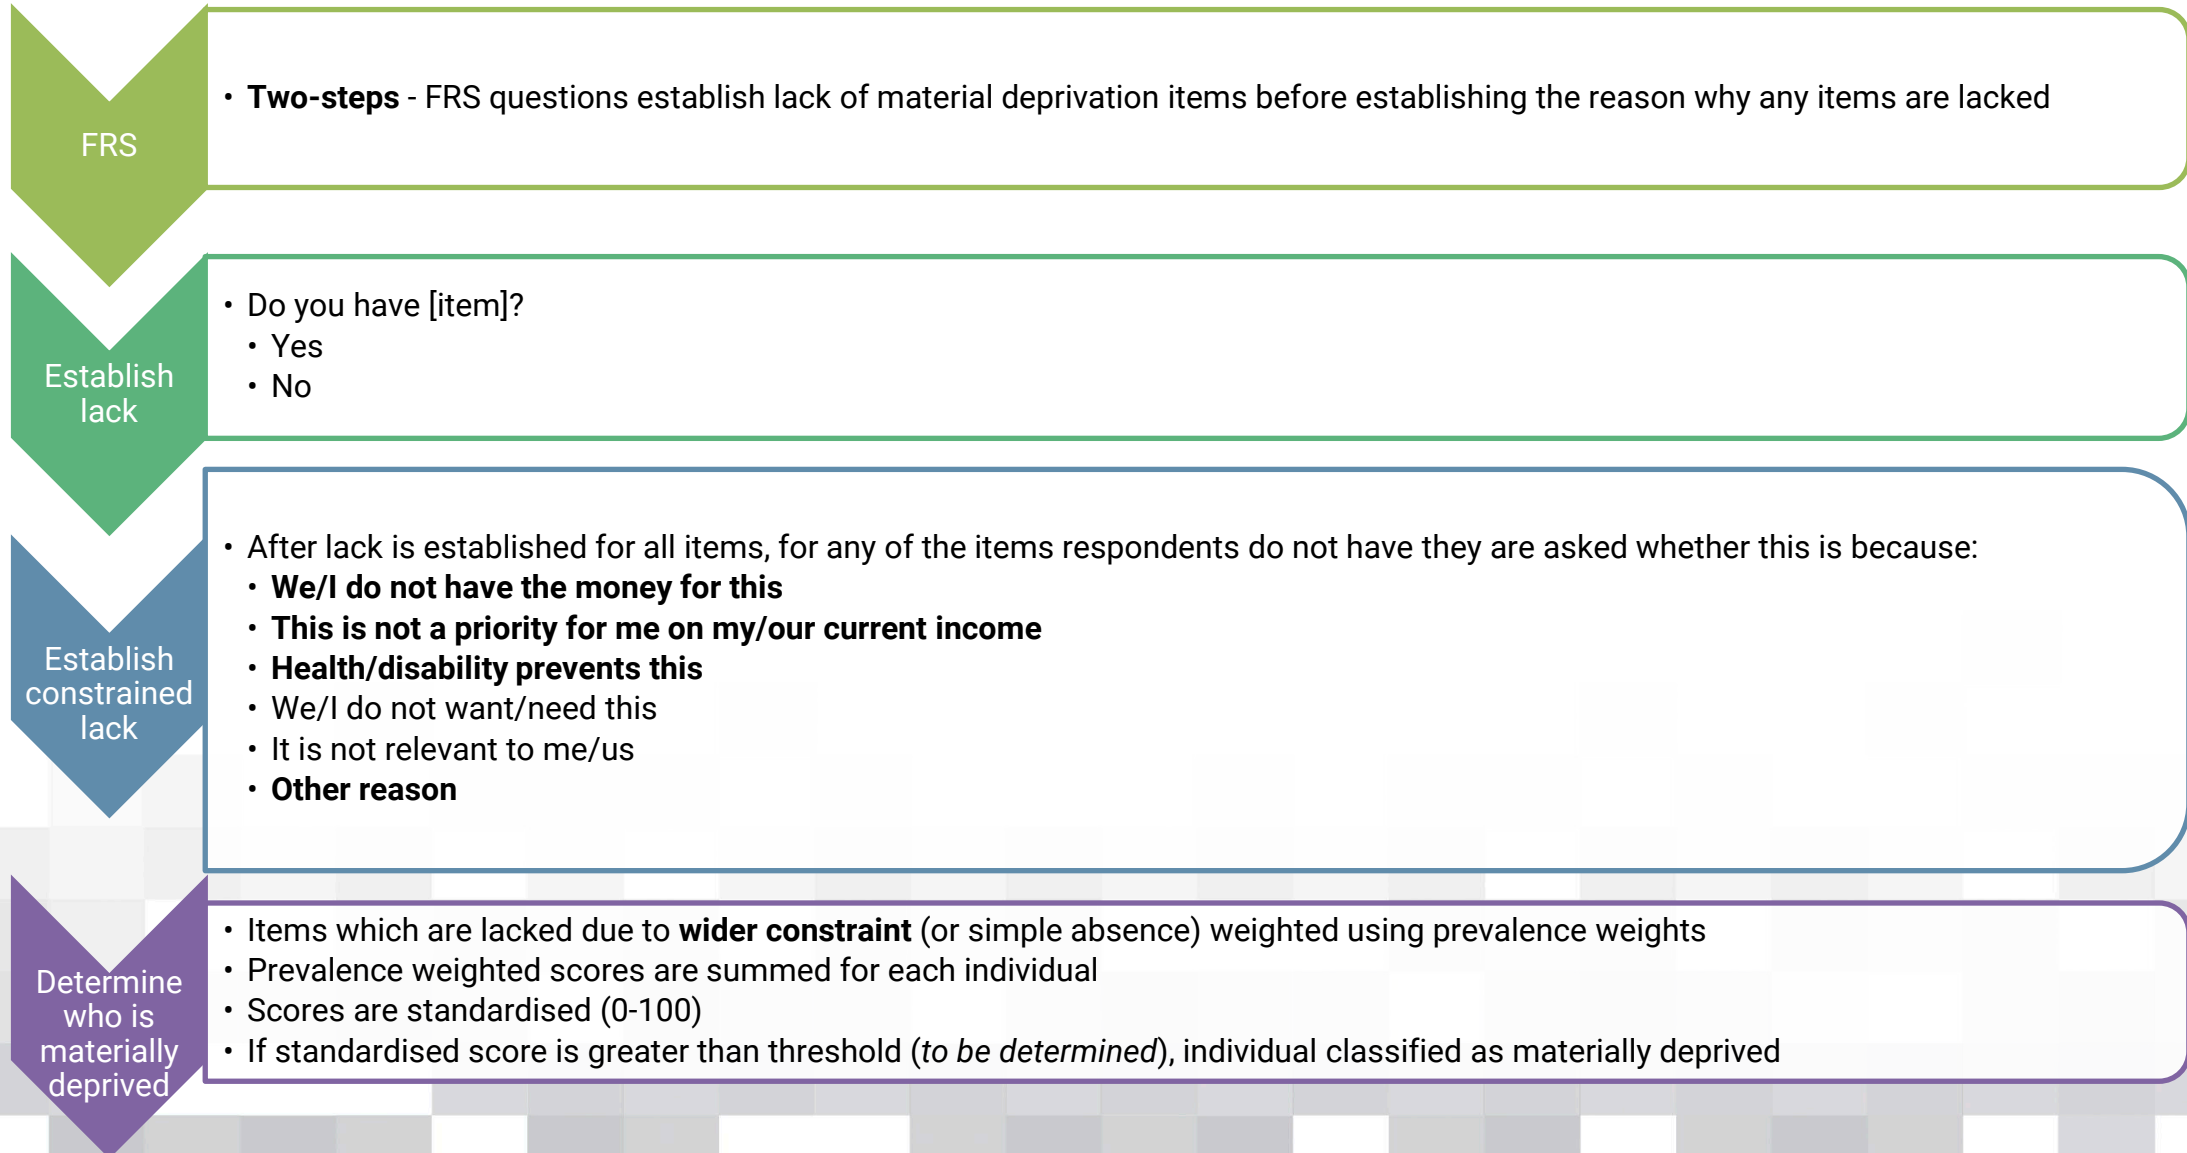 FRS
• Two-steps - FRS questions establish lack of material deprivation items before establishing the reason why any items are lacked
Establish
lack
• Do you have [item]?
• Yes
• No
Establish
constrained
lack
• After lack is established for all items, for any of the items respondents do not have they are asked whether this is because:
• We/I do not have the money for this
• This is not a priority for me on my/our current income
• Health/disability prevents this
• We/I do not want/need this
• It is not relevant to me/us
• Other reason
Determine
who is
materially
deprived
• Items which are lacked due to wider constraint (or simple absence) weighted using prevalence weights
• Prevalence weighted scores are summed for each individual
• Scores are standardised (0-100)
• If standardised score is greater than threshold (to be determined), individual classified as materially deprived